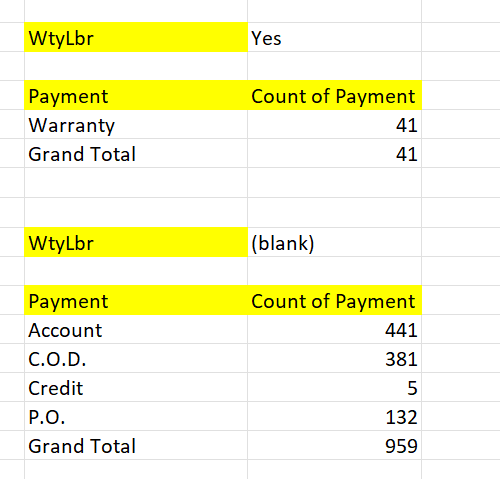 WtyLbr Yes
Payment Count of Payment
Warranty 41
Grand Total 41
WtyLbr (blank)
Payment Count of Payment
Account 441
C.O.D. 381
Credit 5
P.O. 132
Grand Total 959